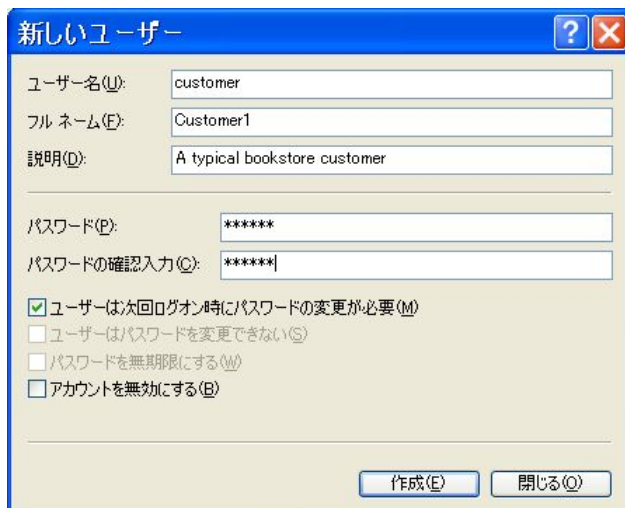 新しいユーザー
ユーザー名(U): customer
フル ネーム(F): Customer1
説明(D): A typical bookstore customer
パスワード(P): ******
パスワードの確認入力(C): ******
ユーザーは次回ログオン時にパスワードの変更が必要(M)
ユーザーはパスワードを変更できない(S)
パスワードを無期限にする(W)
アカウントを無効にする(B)
作成(E) 閉じる(O)